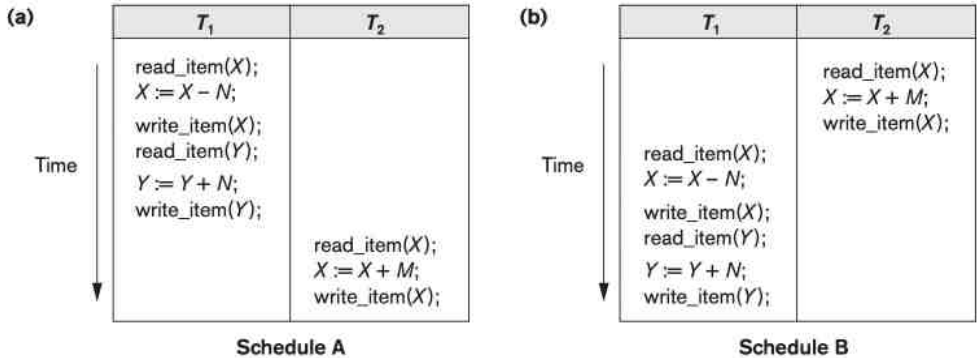 (a)
T₁ T₂
read_item(X);
X := X – N;
write_item(X);
read_item(Y);
Time
Y := Y + N;
write_item(Y);
read_item(X);
X := X + M;
write_item(X);
Schedule A
(b)
T₁ T₂
read_item(X);
X := X + M;
write_item(X);
Time
read_item(X);
X := X – N;
write_item(X);
read_item(Y);
Y := Y + N;
write_item(Y);
Schedule B